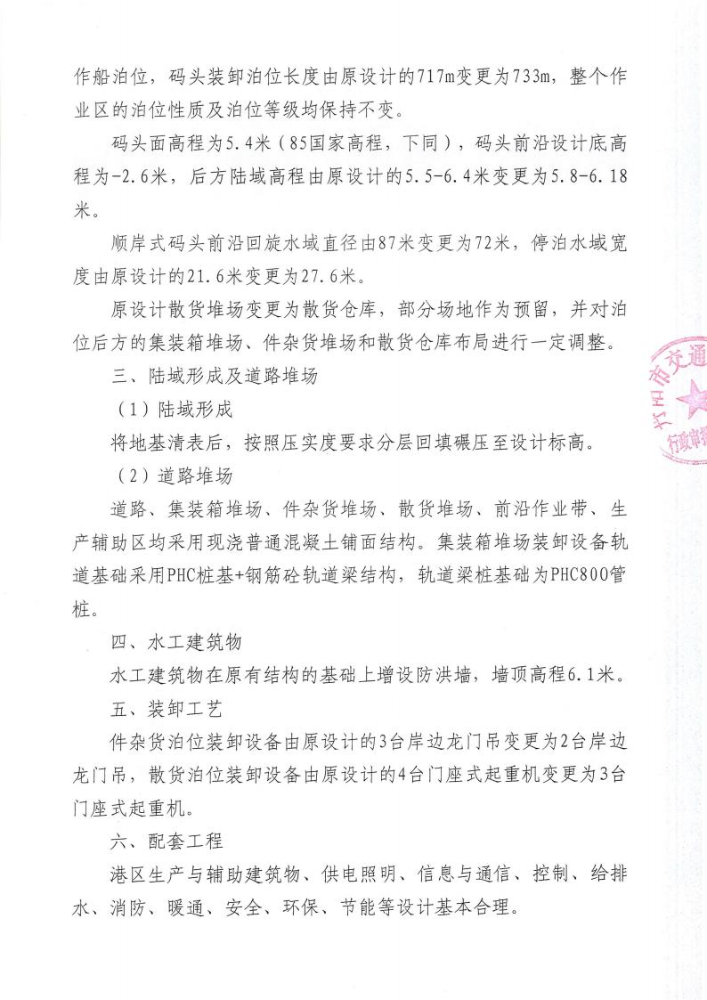 作船泊位，码头装卸泊位长度由原设计的717m变更为733m，整个作
业区的泊位性质及泊位等级均保持不变。
码头面高程为5.4米（85国家高程，下同），码头前沿设计底高
程为-2.6米，后方陆域高程由原设计的5.5-6.4米变更为5.8-6.18
米。
顺岸式码头前沿回旋水域直径由87米变更为72米，停泊水域宽
度由原设计的21.6米变更为27.6米。
原设计散货堆场变更为散货仓库，部分场地作为预留，并对泊
位后方的集装箱堆场、件杂货堆场和散货仓库布局进行一定调整。
三、陆域形成及道路堆场
（1）陆域形成
将地基清表后，按照压实度要求分层回填碾压至设计标高。
（2）道路堆场
道路、集装箱堆场、件杂货堆场、散货堆场、前沿作业带、生
产辅助区均采用现浇普通混凝土铺面结构。集装箱堆场装卸设备轨
道基础采用PHC桩基+钢筋砼轨道梁结构，轨道梁桩基础为PHC800管
桩。
四、水工建筑物
水工建筑物在原有结构的基础上增设防洪墙，墙顶高程6.1米。
五、装卸工艺
件杂货泊位装卸设备由原设计的3台岸边龙门吊变更为2台岸边
龙门吊，散货泊位装卸设备由原设计的4台门座式起重机变更为3台
门座式起重机。
六、配套工程
港区生产与辅助建筑物、供电照明、信息与通信、控制、给排
水、消防、暖通、安全、环保、节能等设计基本合理。
市交通
行政审批